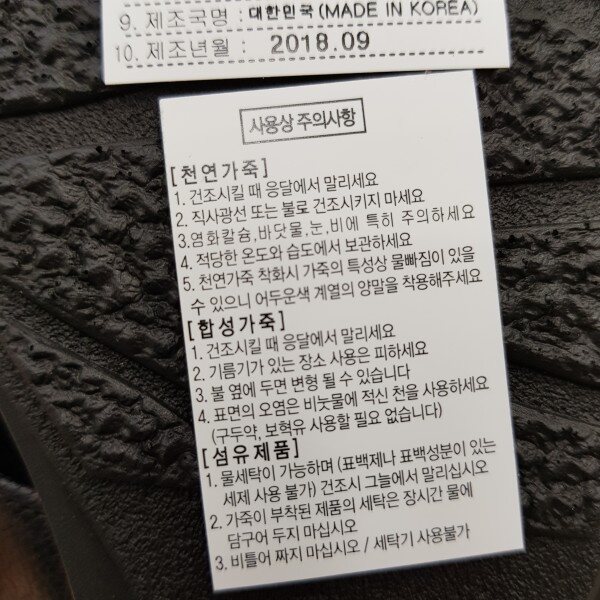 9. 제조국명 : 대한민국(MADE IN KOREA)
10. 제조년월 : 2018.09
사용상 주의사항
[천연가죽]
1. 건조시킬 때 응달에서 말리세요
2. 직사광선 또는 불로 건조시키지 마세요
3. 염화칼슘,바닷물,눈,비에 특히 주의하세요
4. 적당한 온도와 습도에서 보관하세요
5. 천연가죽 착화시 가죽의 특성상 물빠짐이 있을
수 있으니 어두운색 계열의 양말을 착용해주세요
[합성가죽]
1. 건조시킬 때 응달에서 말리세요
2. 기름기가 있는 장소 사용은 피하세요
3. 불 옆에 두면 변형 될 수 있습니다
4. 표면의 오염은 비눗물에 적신 천을 사용하세요
(구두약, 보혁유 사용할 필요 없습니다)
[섬유제품]
1. 물세탁이 가능하며 (표백제나 표백성분이 있는
세제 사용 불가) 건조시 그늘에서 말리십시오
2. 가죽이 부착된 제품의 세탁은 장시간 물에
담구어 두지 마십시오
3. 비틀어 짜지 마십시오 / 세탁기 사용불가